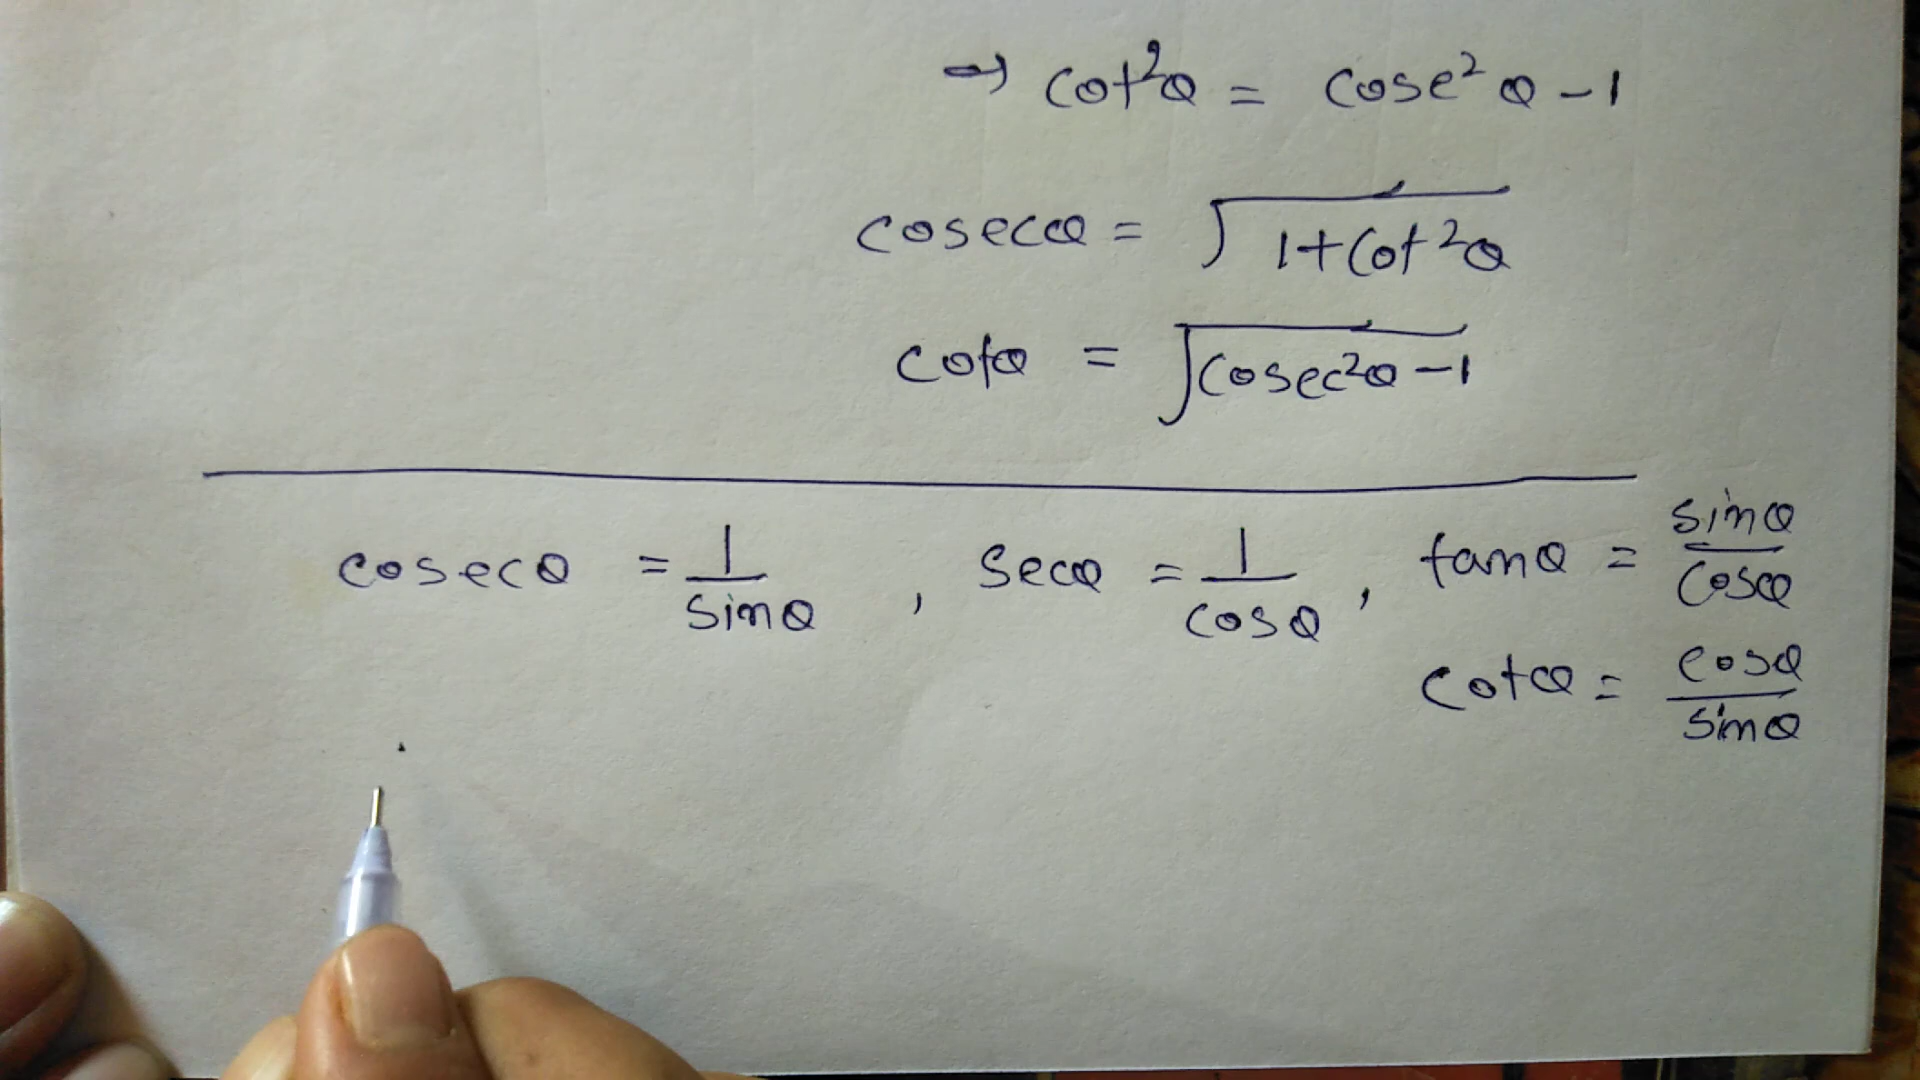 ⇒ cot²θ = cose²θ - 1
cosecθ = √(1+cot²θ)
cotθ = √(cosec²θ - 1)
cosecθ = 1/sinθ , secθ = 1/cosθ , tanθ = sinθ/cosθ
cotθ = cosθ/sinθ